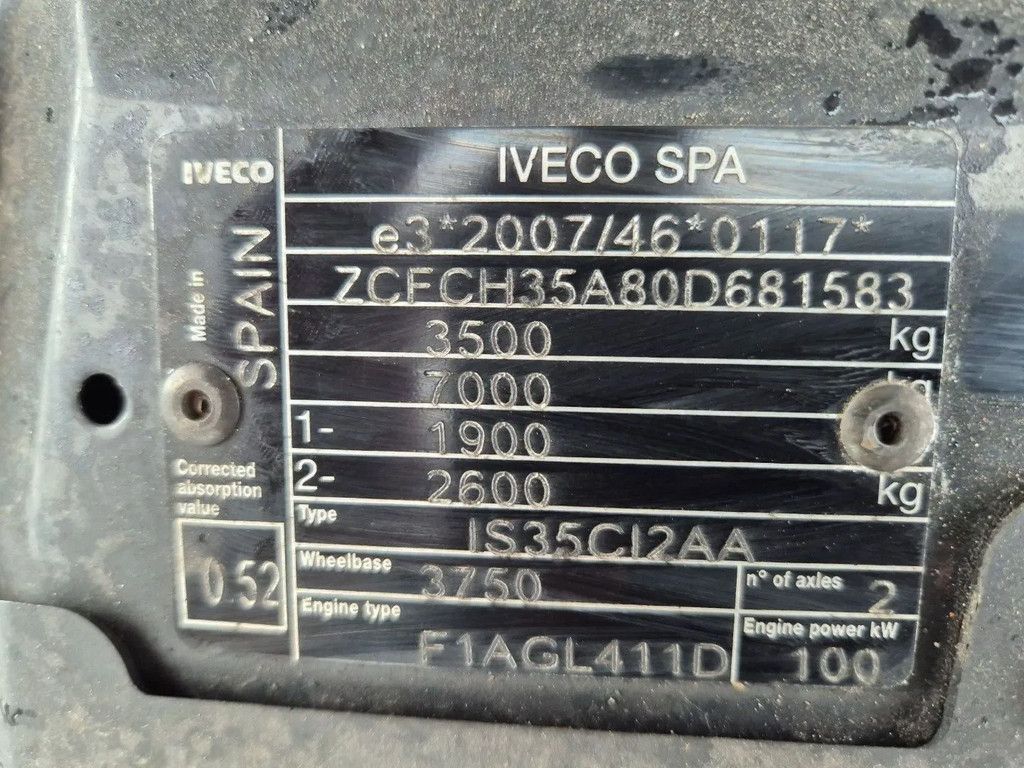 IVECO
IVECO SPA
e3*2007/46*0117*
ZCFCH35A80D681583
Made in
SPAIN
3500 kg
7000 kg
1- 1900
2- 2600 kg
Corrected
absorption
value
0.52
Type
IS35CI2AA
Wheelbase
3750
n° of axles
2
Engine type
F1AGL411D
Engine power kW
100